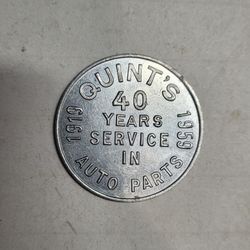 QUINT'S
40
YEARS
SERVICE
IN
AUTO PARTS
1919
1959